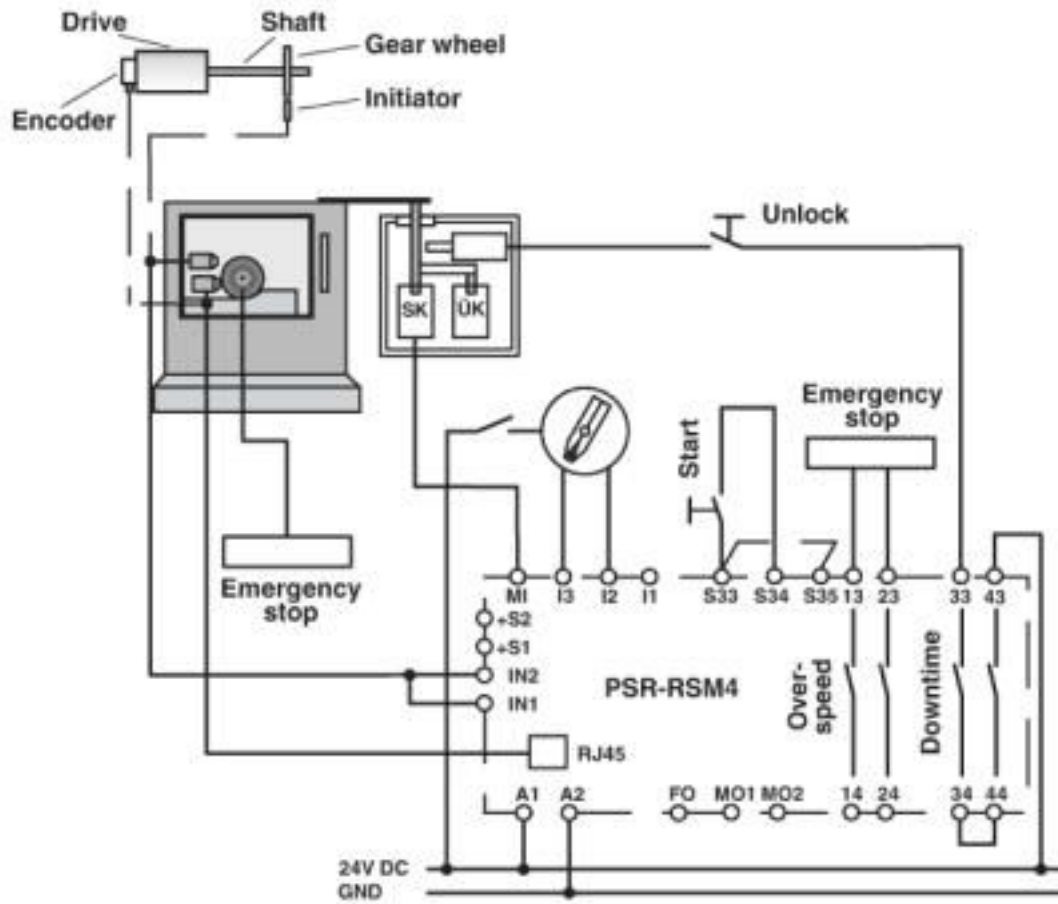 Drive
Shaft
Gear wheel
Initiator
Encoder
Unlock
SK
ÜK
Emergency
stop
Start
Emergency
stop
MI
I3
I2
I1
S33
S34
S35
13
23
33
43
+S2
+S1
IN2
IN1
PSR-RSM4
Over-
speed
Downtime
RJ45
A1
A2
FO
MO1
MO2
14
24
34
44
24V DC
GND